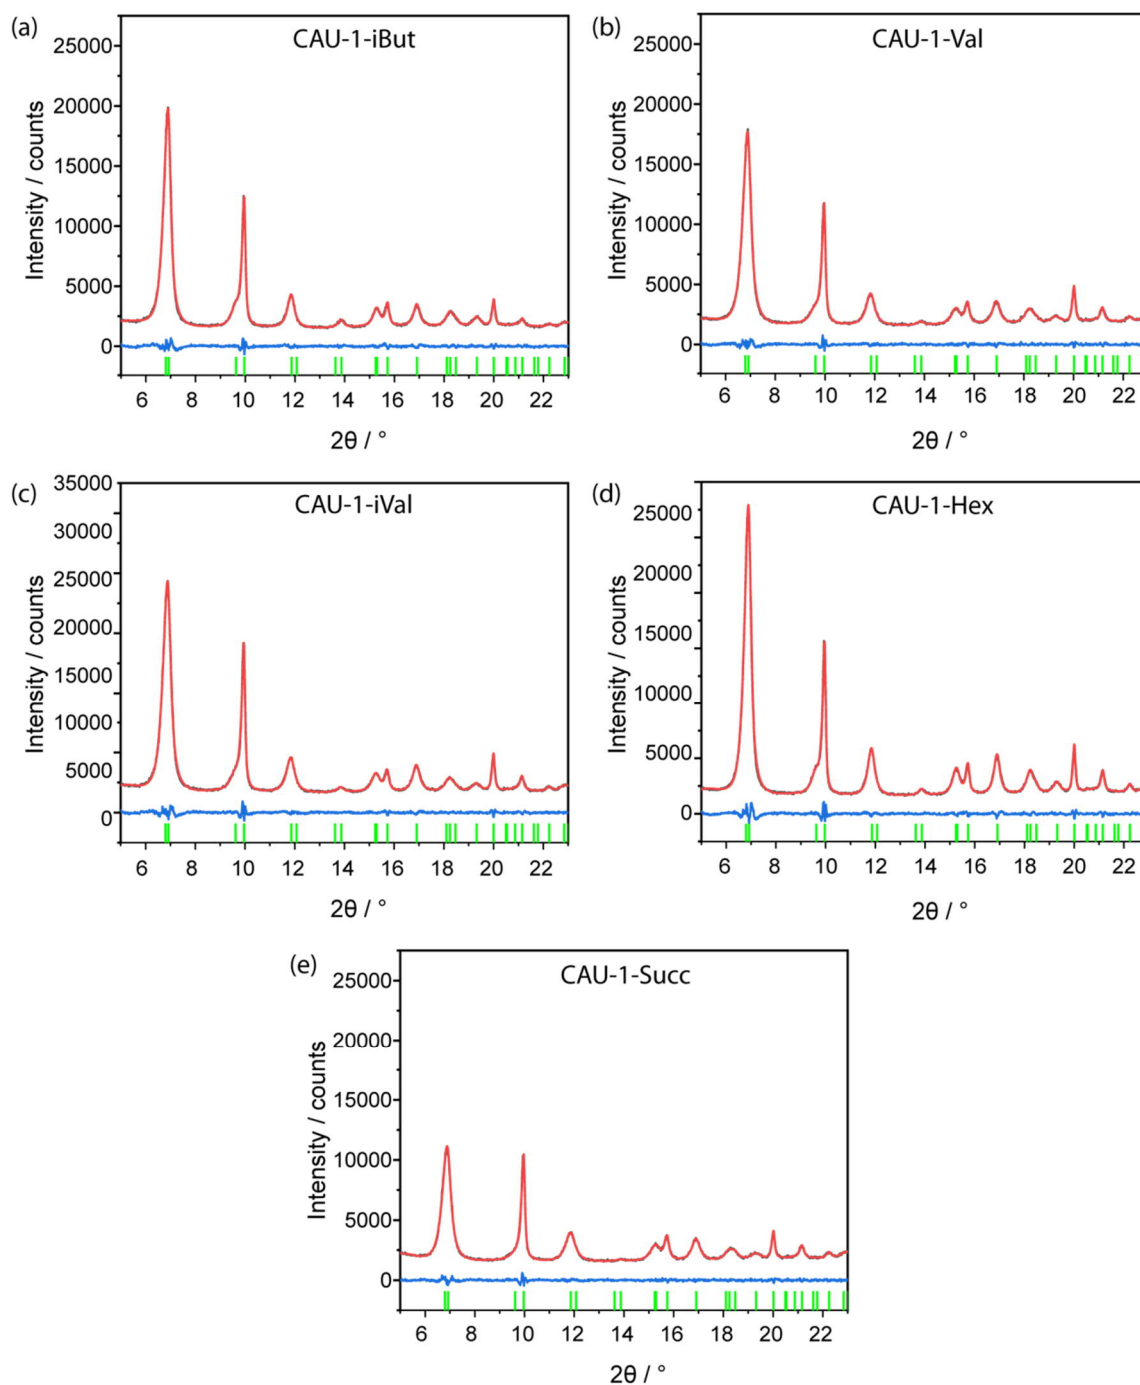 (a)
CAU-1-iBut
25000
20000
15000
10000
5000
0
Intensity / counts
6 8 10 12 14 16 18 20 22
2θ / °
(b)
CAU-1-Val
25000
20000
15000
10000
5000
0
Intensity / counts
6 8 10 12 14 16 18 20 22
2θ / °
(c)
CAU-1-iVal
35000
30000
25000
20000
15000
10000
5000
0
Intensity / counts
6 8 10 12 14 16 18 20 22
2θ / °
(d)
CAU-1-Hex
25000
20000
15000
10000
5000
0
Intensity / counts
6 8 10 12 14 16 18 20 22
2θ / °
(e)
CAU-1-Succ
25000
20000
15000
10000
5000
0
Intensity / counts
6 8 10 12 14 16 18 20 22
2θ / °